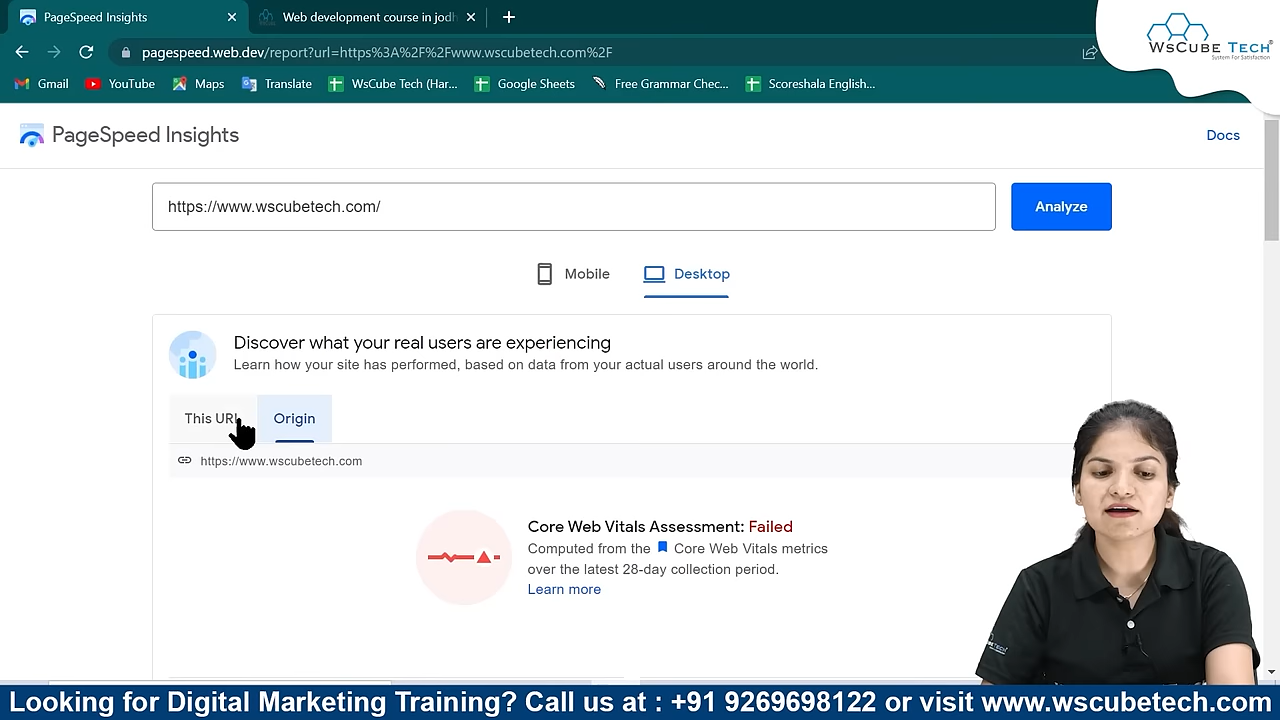 PageSpeed Insights
Web development course in jodh
WsCube Tech®
System For Satisfaction
pagespeed.web.dev/report?url=https%3A%2F%2Fwww.wscubetech.com%2F
Gmail YouTube Maps Translate WsCube Tech (Har... Google Sheets Free Grammar Chec... Scoreshala English...
PageSpeed Insights
Docs
https://www.wscubetech.com/
Analyze
Mobile Desktop
Discover what your real users are experiencing
Learn how your site has performed, based on data from your actual users around the world.
This URL Origin
https://www.wscubetech.com
Core Web Vitals Assessment: Failed
Computed from the Core Web Vitals metrics
over the latest 28-day collection period.
Learn more
Looking for Digital Marketing Training? Call us at : +91 9269698122 or visit www.wscubetech.com